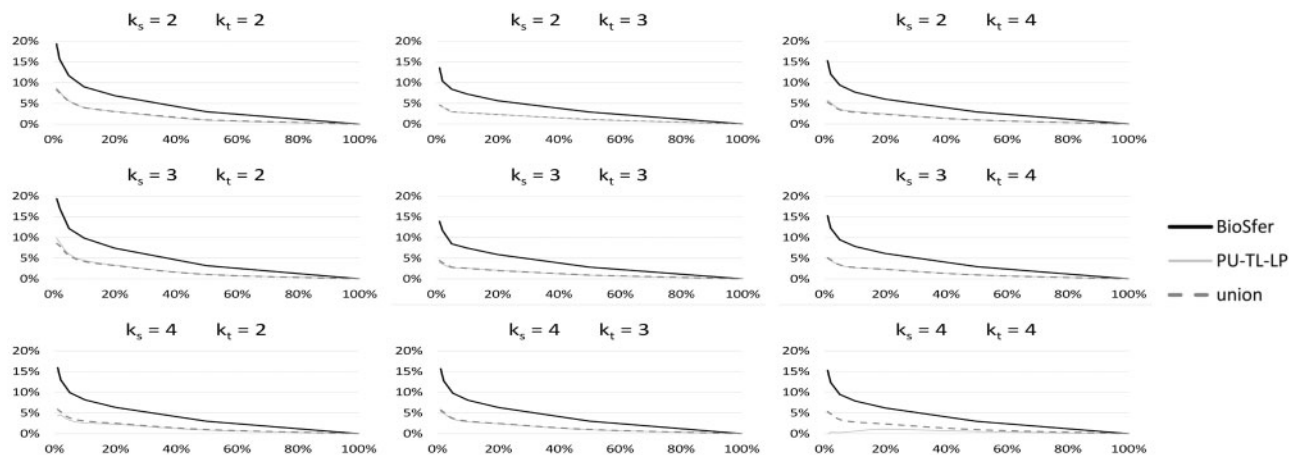 k_s = 2 k_t = 2
20%
15%
10%
5%
0%
0% 20% 40% 60% 80% 100%
k_s = 2 k_t = 3
20%
15%
10%
5%
0%
0% 20% 40% 60% 80% 100%
k_s = 2 k_t = 4
20%
15%
10%
5%
0%
0% 20% 40% 60% 80% 100%
k_s = 3 k_t = 2
20%
15%
10%
5%
0%
0% 20% 40% 60% 80% 100%
k_s = 3 k_t = 3
20%
15%
10%
5%
0%
0% 20% 40% 60% 80% 100%
k_s = 3 k_t = 4
20%
15%
10%
5%
0%
0% 20% 40% 60% 80% 100%
k_s = 4 k_t = 2
20%
15%
10%
5%
0%
0% 20% 40% 60% 80% 100%
k_s = 4 k_t = 3
20%
15%
10%
5%
0%
0% 20% 40% 60% 80% 100%
k_s = 4 k_t = 4
20%
15%
10%
5%
0%
0% 20% 40% 60% 80% 100%
BioSfer
PU-TL-LP
union